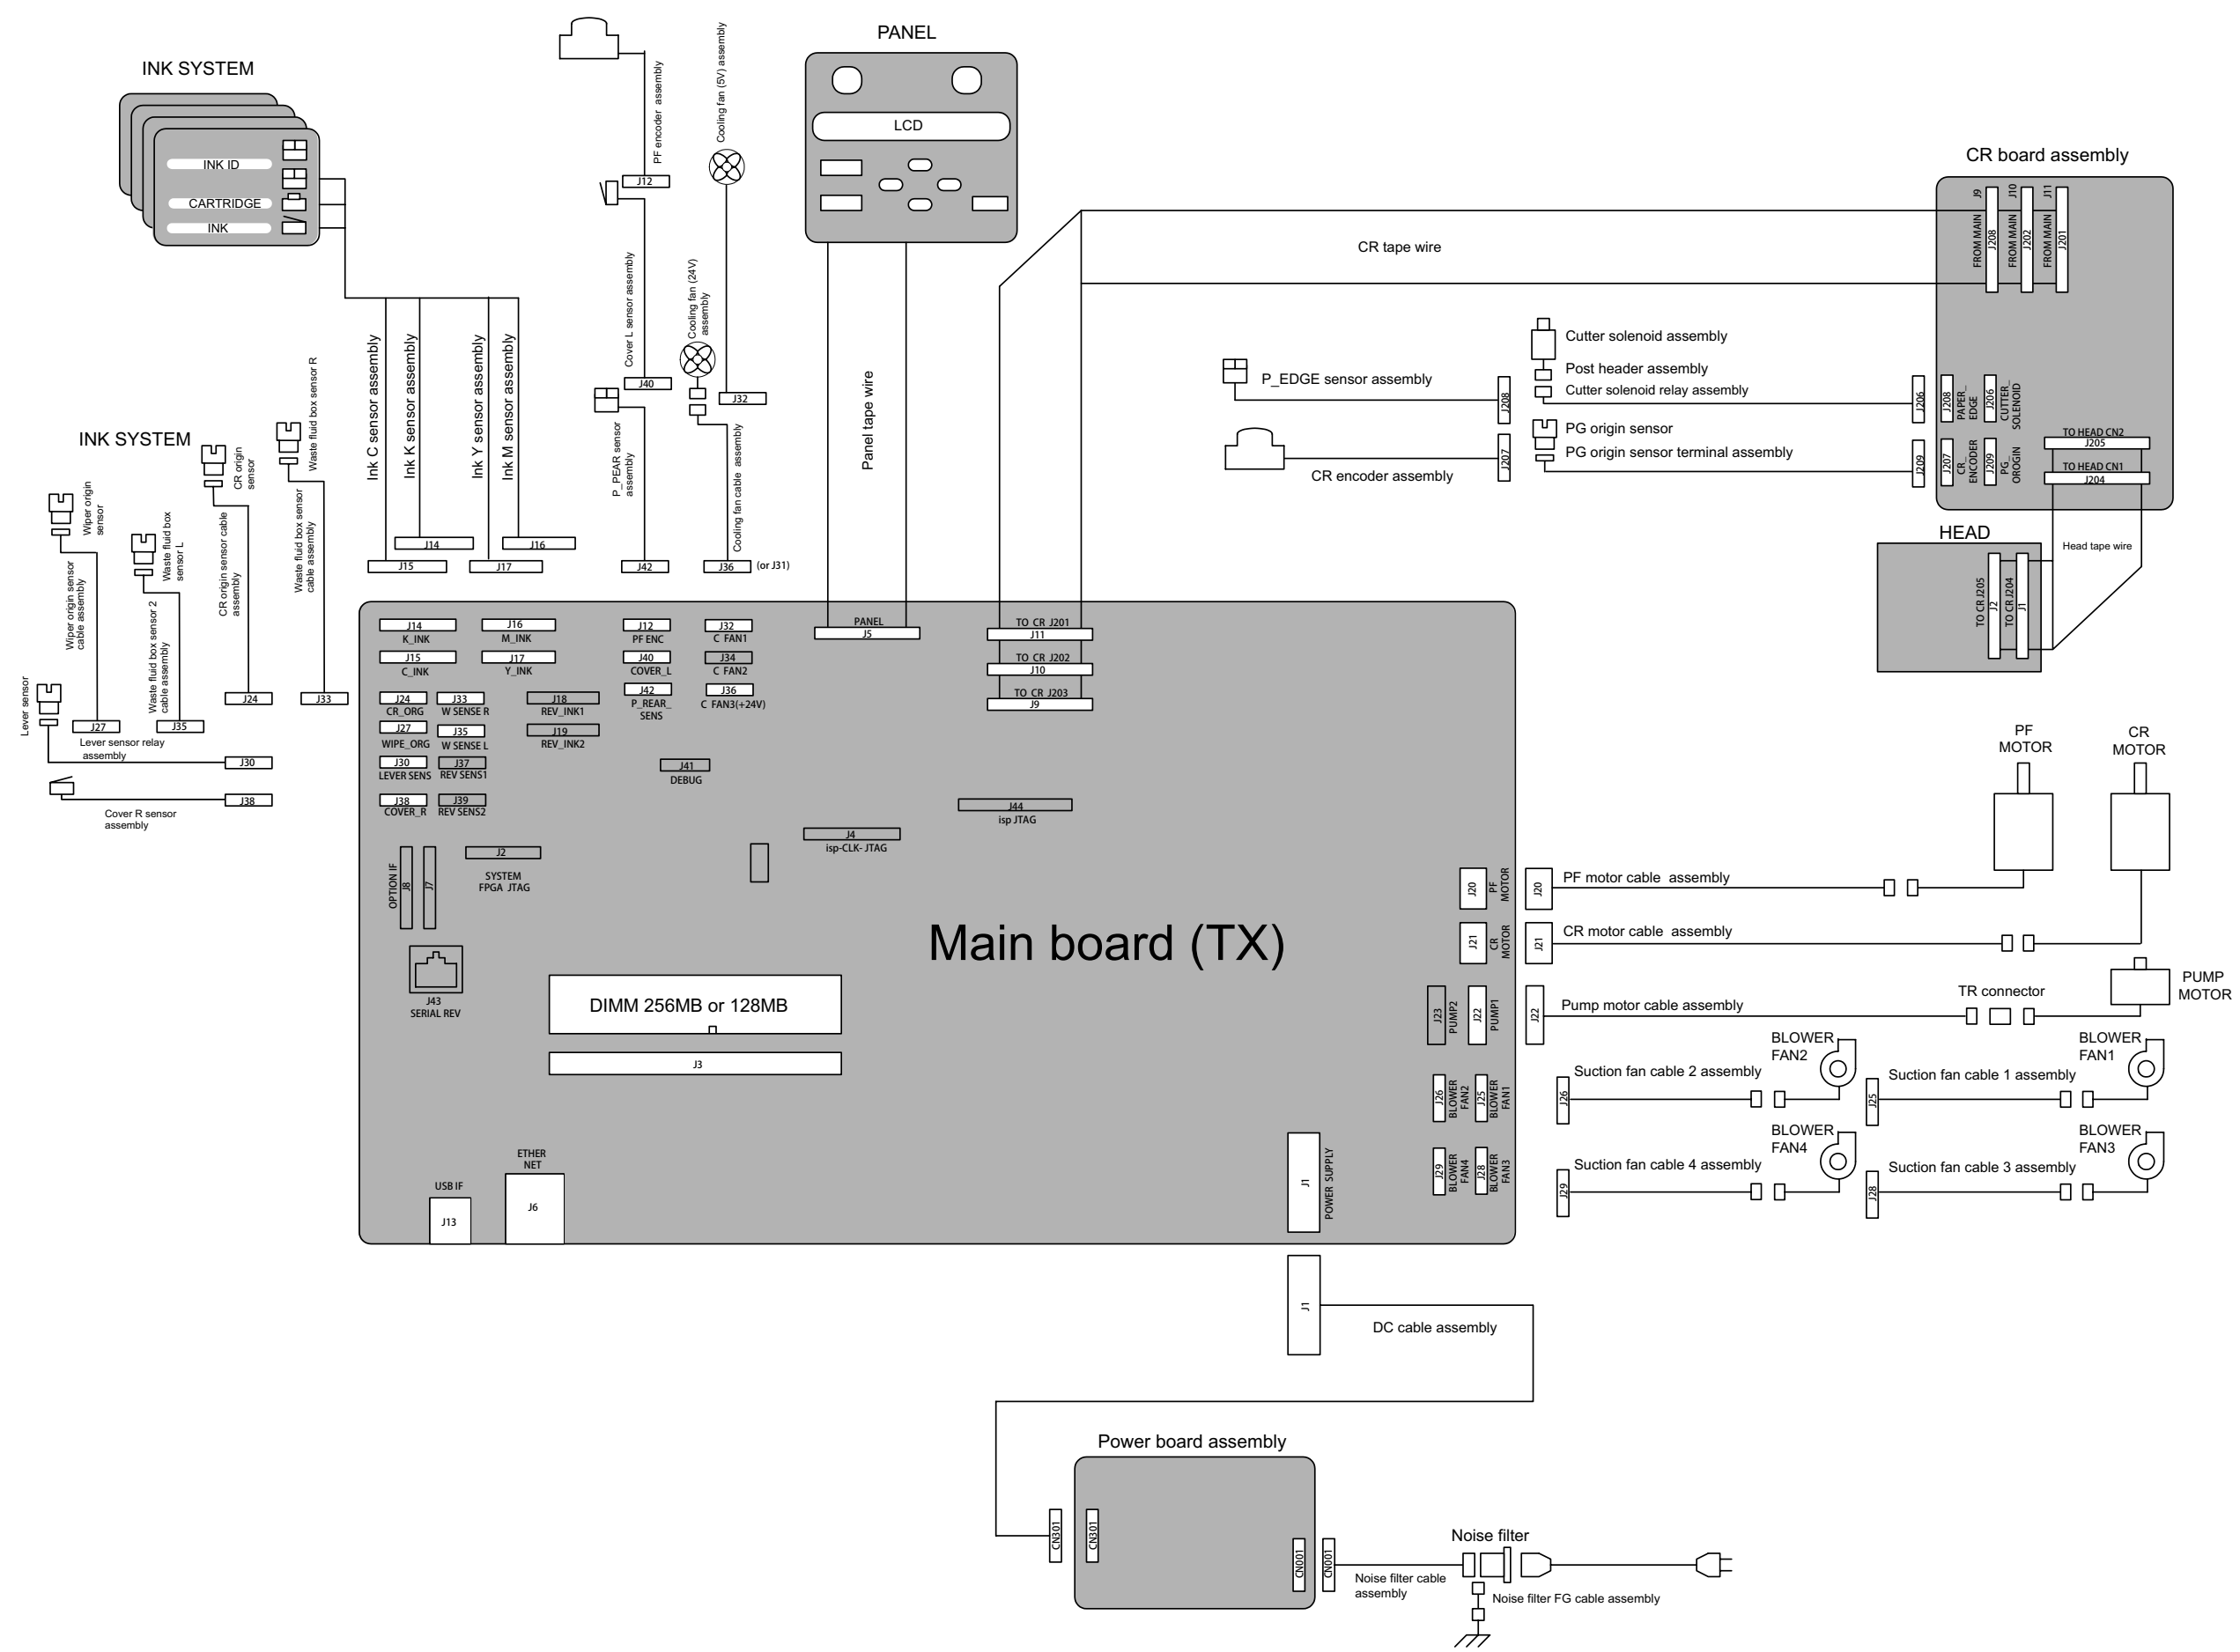 PANEL
LCD
INK SYSTEM
INK ID
CARTRIDGE
INK
PF encoder  assembly
Cooling fan (5V) assembly
J12
Cover L sensor assembly
Cooling fan (24V)
assembly
J40
J32
P_PEAR sensor
assembly
Cooling fan cable  assembly
J42
J36
(or J31)
Panel tape wire
Ink C sensor assembly
Ink K sensor assembly
Ink Y sensor assembly
Ink M sensor assembly
J14
J16
J15
J17
INK SYSTEM
Waste fluid box sensor R
Waste fluid box sensor
cable assembly
CR origin
sensor
CR origin sensor cable
assembly
Wiper origin
sensor
Wiper origin sensor
cable assembly
Waste fluid box
sensor L
Waste fluid box sensor 2
cable assembly
Lever sensor
J24
J33
J27
J35
Lever sensor relay
assembly
J30
J38
Cover R sensor
assembly
CR board assembly
J9
J10
J11
FROM MAIN
FROM MAIN
FROM MAIN
J208
J202
J201
CR tape wire
Cutter solenoid assembly
Post header assembly
Cutter solenoid relay assembly
P_EDGE sensor assembly
J208
J206
J208
PAPER_
EDGE
J206
CUTTER_
SOLENOID
PG origin sensor
PG origin sensor terminal assembly
CR encoder assembly
J207
J209
J207
CR_
ENCODER
J209
PG_
OROGIN
TO HEAD CN2
J205
TO HEAD CN1
J204
HEAD
Head tape wire
TO CR J205
J2
TO CR J204
J1
J14
K_INK
J16
M_INK
J12
PF ENC
J32
C  FAN1
PANEL
J5
TO  CR  J201
J11
J15
C_INK
J17
Y_INK
J40
COVER_L
J34
C  FAN2
TO  CR  J202
J10
J24
CR_ORG
J33
W SENSE R
J18
REV_INK1
J42
P_REAR_
SENS
J36
C  FAN3(+24V)
TO  CR  J203
J9
J27
WIPE_ORG
J35
W SENSE L
J19
REV_INK2
J30
LEVER SENS
J37
REV SENS1
J41
DEBUG
J38
COVER_R
J39
REV SENS2
J44
isp JTAG
J4
isp-CLK- JTAG
OPTION IF
J8
J7
J2
SYSTEM
FPGA  JTAG
J43
SERIAL REV
Main board (TX)
DIMM 256MB or 128MB
J3
ETHER
NET
J6
USB IF
J13
J20
PF
MOTOR
J21
CR
MOTOR
J23
PUMP2
J22
PUMP1
J26
BLOWER
FAN2
J25
BLOWER
FAN1
J29
BLOWER
FAN4
J28
BLOWER
FAN3
J1
POWER  SUPPLY
PF
MOTOR
CR
MOTOR
J20
PF motor cable  assembly
J21
CR motor cable  assembly
J22
Pump motor cable assembly
TR connector
PUMP
MOTOR
BLOWER
FAN2
BLOWER
FAN1
J26
Suction fan cable 2 assembly
J25
Suction fan cable 1 assembly
BLOWER
FAN4
BLOWER
FAN3
J29
Suction fan cable 4 assembly
J28
Suction fan cable 3 assembly
J1
DC cable assembly
Power board assembly
CN301
CN301
CN001
CN001
Noise filter
Noise filter cable
assembly
Noise filter FG cable assembly